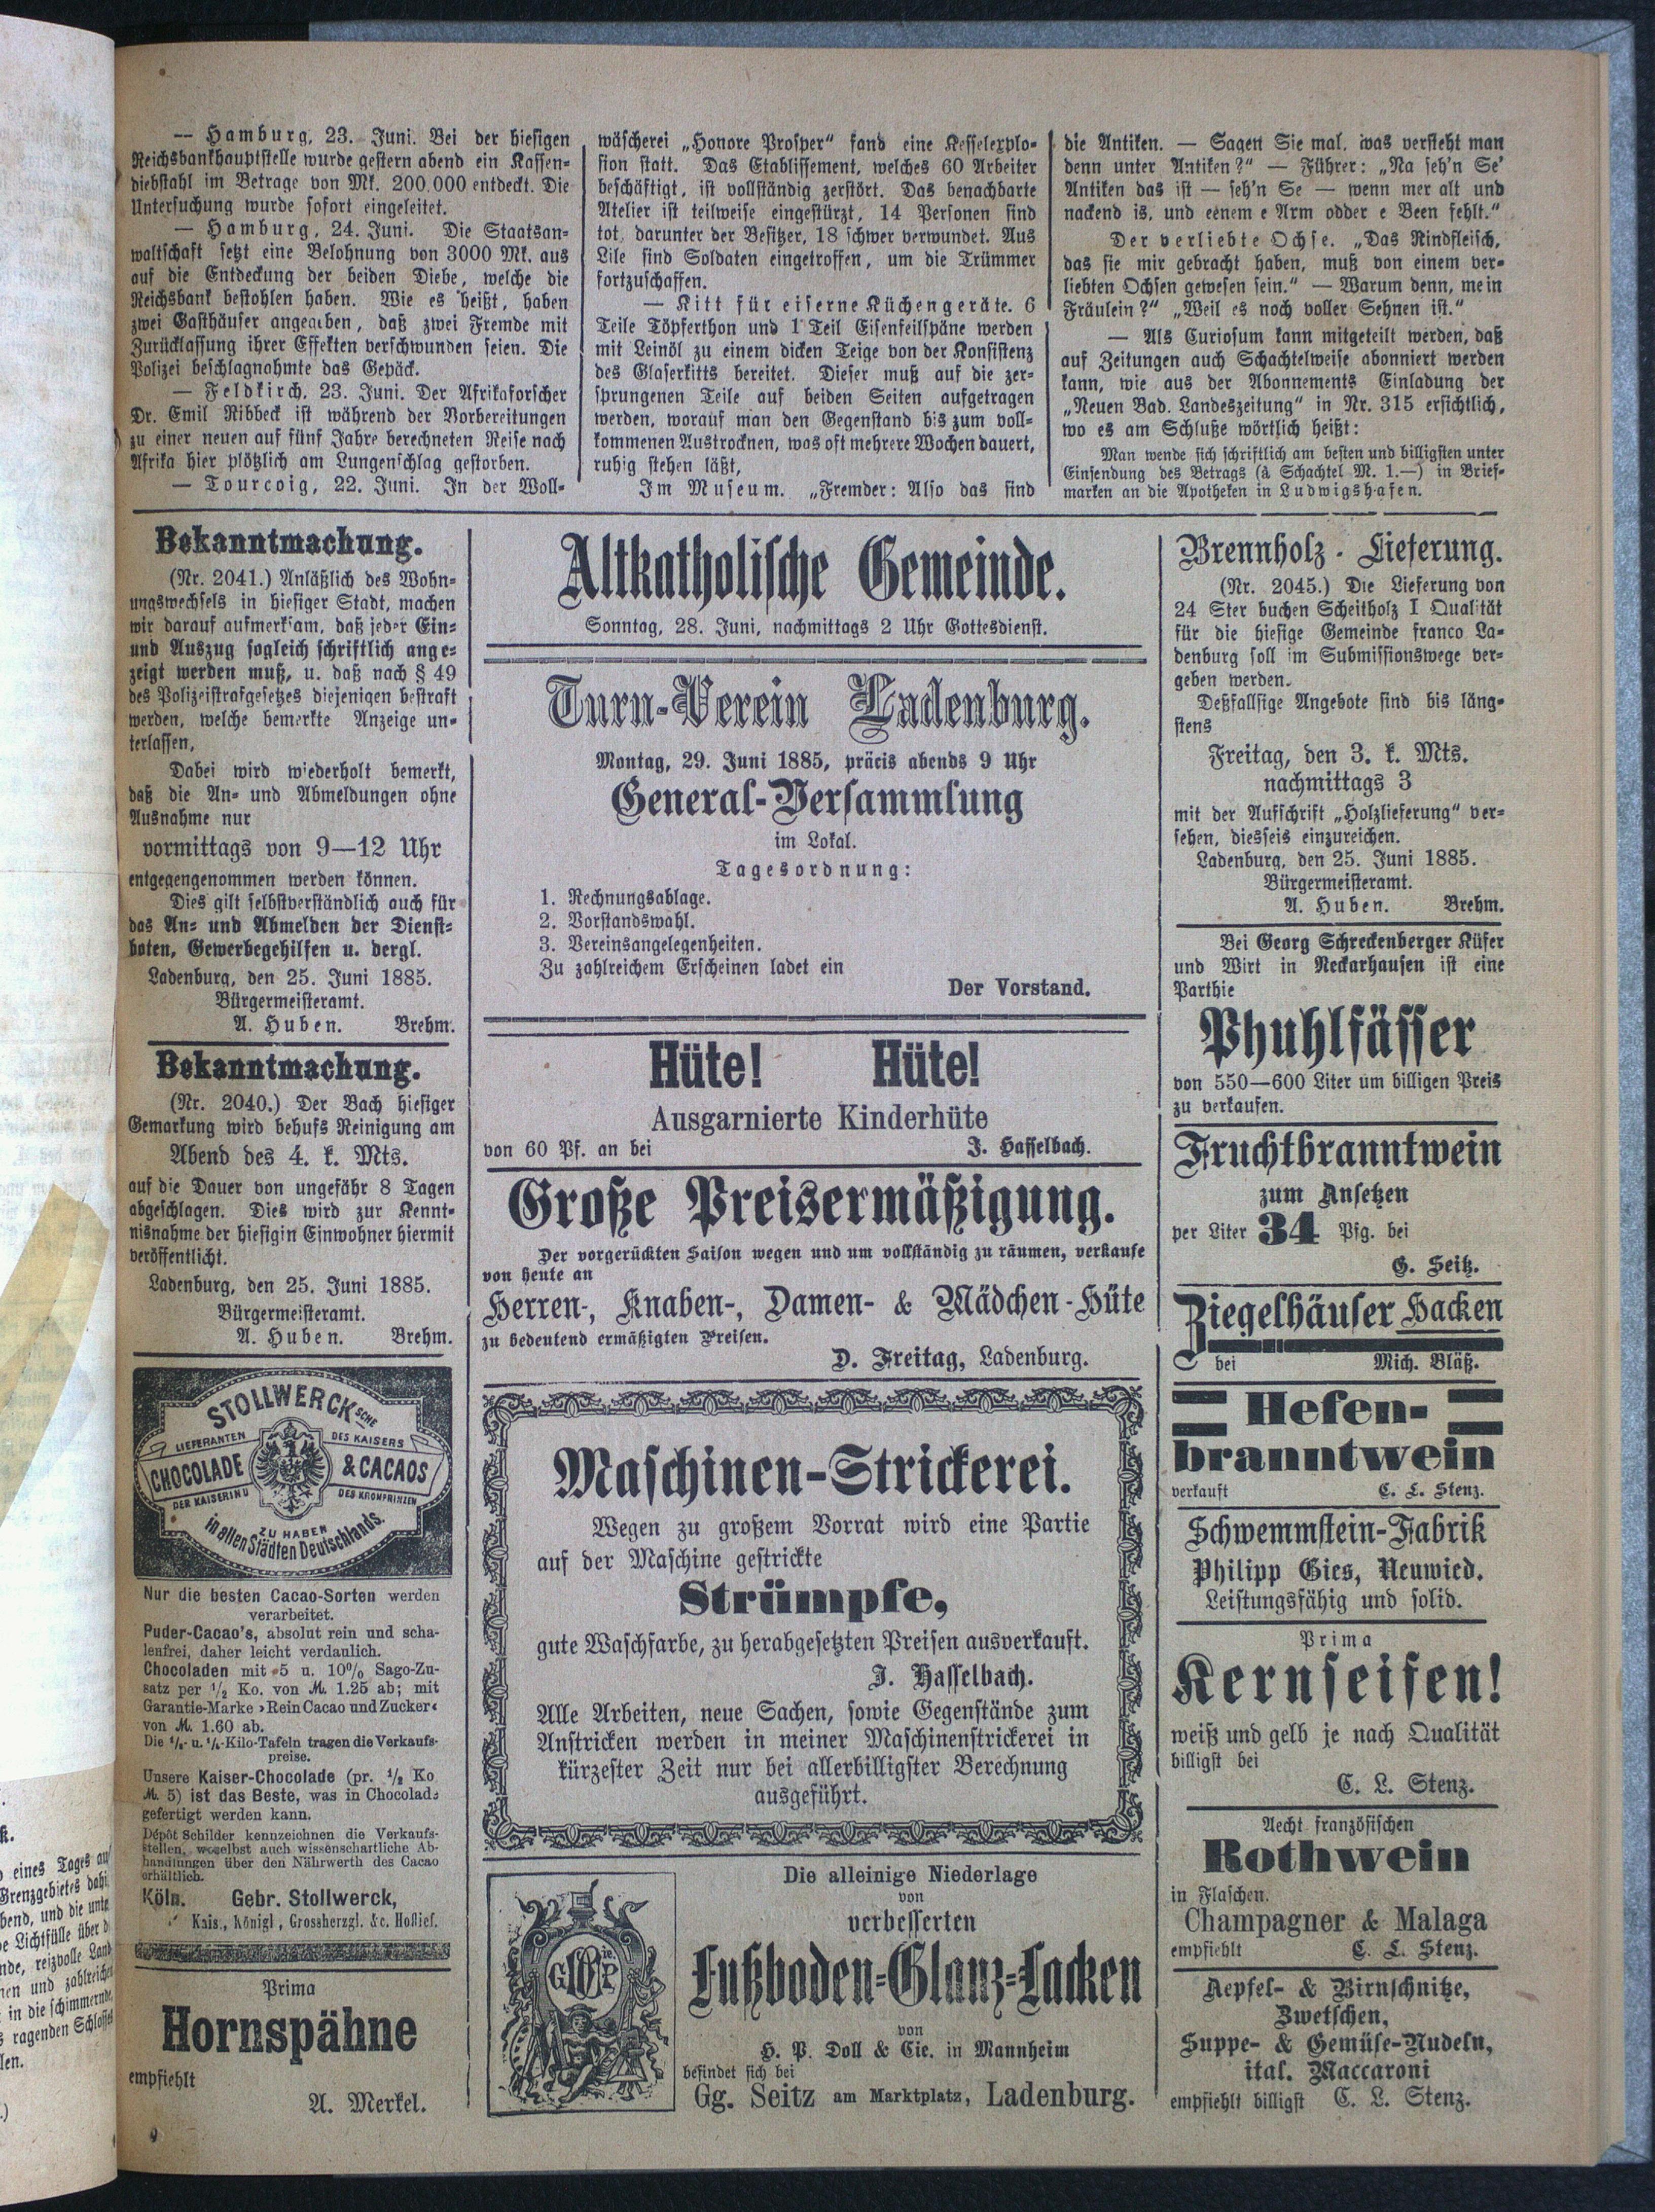 — Hamburg, 23. Juni. Bei der hiesigen
Reichsbankhauptstelle wurde gestern abend ein Kassen-
diebstahl im Betrage von Mk. 200.000 entdeckt. Die
Untersuchung wurde sofort eingeleitet.
— Hamburg, 24. Juni. Die Staatsan-
waltschaft setzt eine Belohnung von 3000 Mk. aus
auf die Entdeckung der beiden Diebe, welche die
Reichsbank bestohlen haben. Wie es heißt, haben
zwei Gasthäuser angegeben, daß zwei Fremde mit
Zurücklassung ihrer Effekten verschwunden seien. Die
Polizei beschlagnahmte das Gepäck.
— Feldkirch, 23. Juni. Der Afrikaforscher
Dr. Emil Ribbeck ist während der Vorbereitungen
zu einer neuen auf fünf Jahre berechneten Reise nach
Afrika hier plötzlich am Lungenschlag gestorben.
— Tourcoig, 22. Juni. In der Woll-
wäscherei „Honore Prosper“ fand eine Kesselexplo-
sion statt. Das Etablissement, welches 60 Arbeiter
beschäftigt, ist vollständig zerstört. Das benachbarte
Atelier ist teilweise eingestürzt, 14 Personen sind
tot, darunter der Besitzer, 18 schwer verwundet. Aus
Lile sind Soldaten eingetroffen, um die Trümmer
fortzuschaffen.
— Kitt für eiserne Küchengeräte. 6
Teile Töpferthon und 1 Teil Eisenfeilspäne werden
mit Leinöl zu einem dicken Teige von der Konsistenz
des Glaserkitts bereitet. Dieser muß auf die zer-
sprungenen Teile auf beiden Seiten aufgetragen
werden, worauf man den Gegenstand bis zum voll-
kommenen Austrocknen, was oft mehrere Wochen dauert,
ruhig stehen läßt,
Im Museum. „Fremder: Also das sind
die Antiken. — Sagen Sie mal, was versteht man
denn unter Antiken?“ — Führer: „Na seh'n Se'
Antiken das ist — seh'n Se — wenn mer alt und
nackend is, und eenem e Arm odder e Been fehlt.“
Der verliebte Ochse. „Das Rindfleisch,
das sie mir gebracht haben, muß von einem ver-
liebten Ochsen gewesen sein.“ — Warum denn, mein
Fräulein?“ „Weil es noch voller Sehnen ist.“
— Als Curiosum kann mitgeteilt werden, daß
auf Zeitungen auch Schachtelweise abonniert werden
kann, wie aus der Abonnements Einladung der
„Neuen Bad. Landeszeitung“ in Nr. 315 ersichtlich,
wo es am Schluße wörtlich heißt:
Man wende sich schriftlich am besten und billigsten unter
Einsendung des Betrags (à Schachtel M. 1.—) in Brief-
marken an die Apotheken in Ludwigshafen.
Bekanntmachung.
(Nr. 2041.) Anläßlich des Wohn-
ungswechsels in hiesiger Stadt, machen
wir darauf aufmerksam, daß jeder Ein-
und Auszug sogleich schriftlich ange-
zeigt werden muß, u. daß nach § 49
des Polizeistrafgesetzes diejenigen bestraft
werden, welche bemerkte Anzeige un-
terlassen,
Dabei wird wiederholt bemerkt,
daß die An- und Abmeldungen ohne
Ausnahme nur
vormittags von 9—12 Uhr
entgegengenommen werden können.
Dies gilt selbstverständlich auch für
das An- und Abmelden der Dienst-
boten, Gewerbegehilfen u. dergl.
Ladenburg, den 25. Juni 1885.
Bürgermeisteramt.
A. Huben. Brehm.
Bekanntmachung.
(Nr. 2040.) Der Bach hiesiger
Gemarkung wird behufs Reinigung am
Abend des 4. k. Mts.
auf die Dauer von ungefähr 8 Tagen
abgeschlagen. Dies wird zur Kennt-
nisnahme der hiesigin Einwohner hiermit
veröffentlicht.
Ladenburg, den 25. Juni 1885.
Bürgermeisteramt.
A. Huben. Brehm.
STOLLWERCK'SCHE
LIEFERANTEN DES KAISERS
CHOCOLADE & CACAOS
DER KAISERIN U DES KRONPRINZEN
ZU HABEN
in allen Städten Deutschlands.
Nur die besten Cacao-Sorten werden
verarbeitet.
Puder-Cacao's, absolut rein und scha-
lenfrei, daher leicht verdaulich.
Chocoladen mit 5 u. 10% Sago-Zu-
satz per 1/2 Ko. von M. 1.25 ab; mit
Garantie-Marke ›Rein Cacao und Zucker‹
von M. 1.60 ab.
Die 1/2- u. 1/4-Kilo-Tafeln tragen die Verkaufs-
preise.
Unsere Kaiser-Chocolade (pr. 1/2 Ko
M. 5) ist das Beste, was in Chocolade
gefertigt werden kann.
Dépôt Schilder kennzeichnen die Verkaufs-
stellen, woselbst auch wissenschartliche Ab-
handlungen über den Nährwerth des Cacao
erhältlich.
Köln. Gebr. Stollwerck,
Kais., Königl., Grossherzgl. &c. Hoflief.
Prima
Hornspähne
empfiehlt
A. Merkel.
Altkatholische Gemeinde.
Sonntag, 28. Juni, nachmittags 2 Uhr Gottesdienst.
Turn-Verein Ladenburg.
Montag, 29. Juni 1885, präcis abends 9 Uhr
General-Versammlung
im Lokal.
Tagesordnung:
1. Rechnungsablage.
2. Vorstandswahl.
3. Vereinsangelegenheiten.
Zu zahlreichem Erscheinen ladet ein
Der Vorstand.
Hüte! Hüte!
Ausgarnierte Kinderhüte
von 60 Pf. an bei J. Hasselbach.
Große Preisermäßigung.
Der vorgerückten Saison wegen und um vollständig zu räumen, verkaufe
von heute an
Herren-, Knaben-, Damen- & Mädchen-Hüte
zu bedeutend ermäßigten Preisen.
D. Freitag, Ladenburg.
Maschinen-Strickerei.
Wegen zu großem Vorrat wird eine Partie
auf der Maschine gestrickte
Strümpfe,
gute Waschfarbe, zu herabgesetzten Preisen ausverkauft.
J. Hasselbach.
Alle Arbeiten, neue Sachen, sowie Gegenstände zum
Anstricken werden in meiner Maschinenstrickerei in
kürzester Zeit nur bei allerbilligster Berechnung
ausgeführt.
Die alleinige Niederlage
von
verbesserten
Fußboden-Glanz-Lacken
von
H. P. Doll & Cie. in Mannheim
befindet sich bei
Gg. Seitz am Marktplatz, Ladenburg.
Brennholz-Lieferung.
(Nr. 2045.) Die Lieferung von
24 Ster buchen Scheitholz I Qualität
für die hiesige Gemeinde franco La-
denburg soll im Submissionswege ver-
geben werden.
Deßfallsige Angebote sind bis läng-
stens
Freitag, den 3. k. Mts.
nachmittags 3
mit der Aufschrift „Holzlieferung“ ver-
sehen, diesseis einzureichen.
Ladenburg, den 25. Juni 1885.
Bürgermeisteramt.
A. Huben. Brehm.
Bei Georg Schreckenberger Küfer
und Wirt in Neckarhausen ist eine
Parthie
Phuhlfässer
von 550—600 Liter um billigen Preis
zu verkaufen.
Fruchtbranntwein
zum Ansetzen
per Liter 34 Pfg. bei
G. Seitz.
Ziegelhäuser Hacken
bei Mich. Bläß.
Hefen-
branntwein
verkauft C. L. Stenz.
Schwemmstein-Fabrik
Philipp Gies, Neuwied.
Leistungsfähig und solid.
Prima
Kernseifen!
weiß und gelb je nach Qualität
billigst bei
C. L. Stenz.
Aecht französischen
Rothwein
in Flaschen.
Champagner & Malaga
empfiehlt C. L. Stenz.
Aepfel- & Birnschnitze,
Zwetschen,
Suppe- & Gemüse-Nudeln,
ital. Maccaroni
empfiehlt billigst C. L. Stenz.